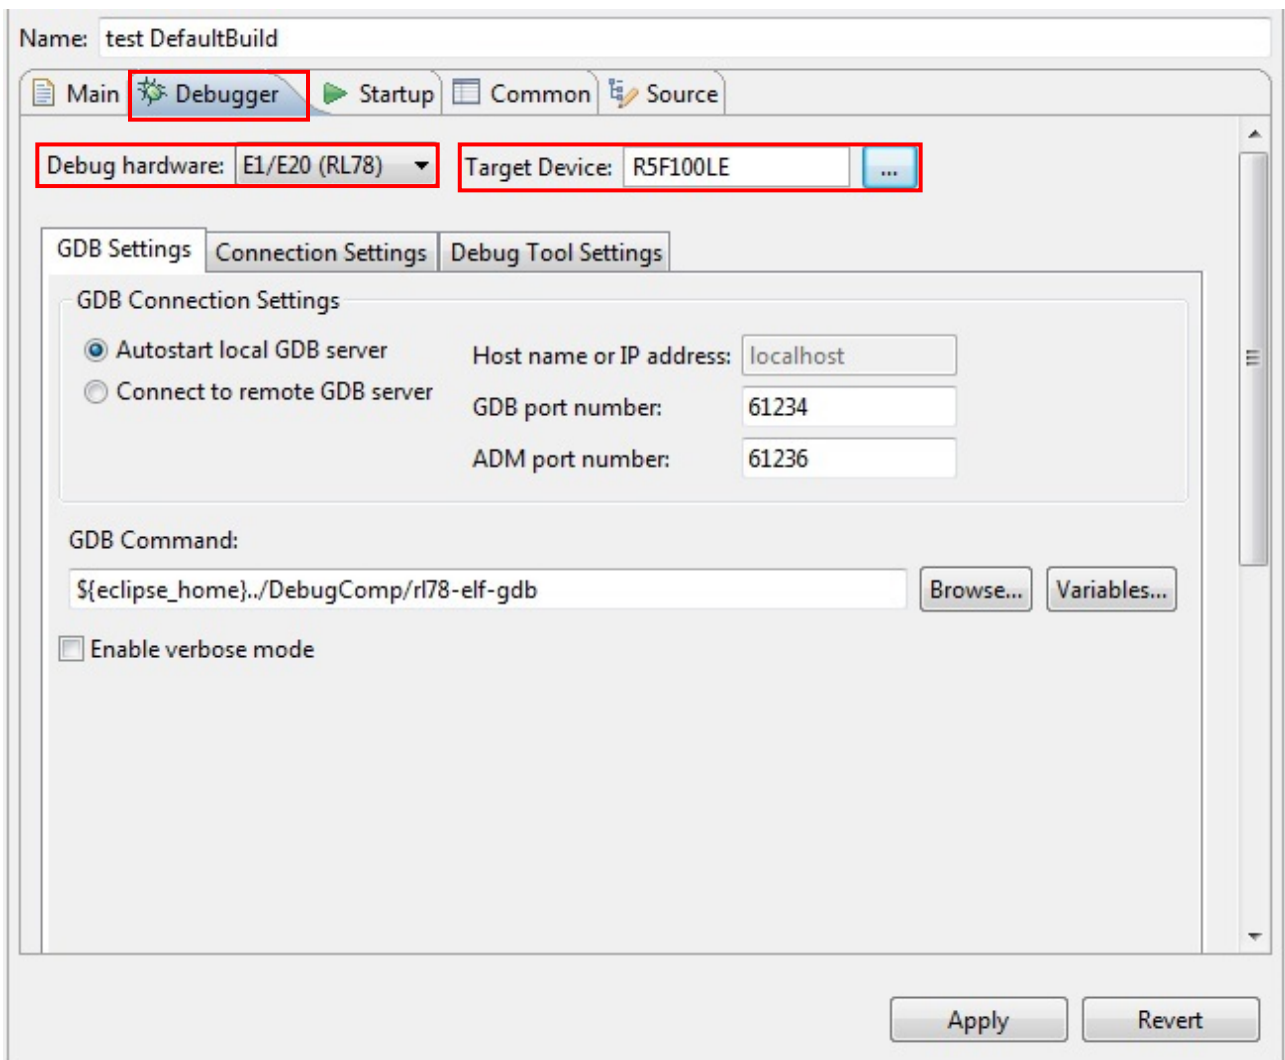 Name: test DefaultBuild
Main Debugger Startup Common Source
Debug hardware: E1/E20 (RL78) Target Device: R5F100LE ...
GDB Settings Connection Settings Debug Tool Settings
GDB Connection Settings
Autostart local GDB server Host name or IP address: localhost
Connect to remote GDB server GDB port number: 61234
ADM port number: 61236
GDB Command:
${eclipse_home}../DebugComp/rl78-elf-gdb Browse... Variables...
Enable verbose mode
Apply Revert